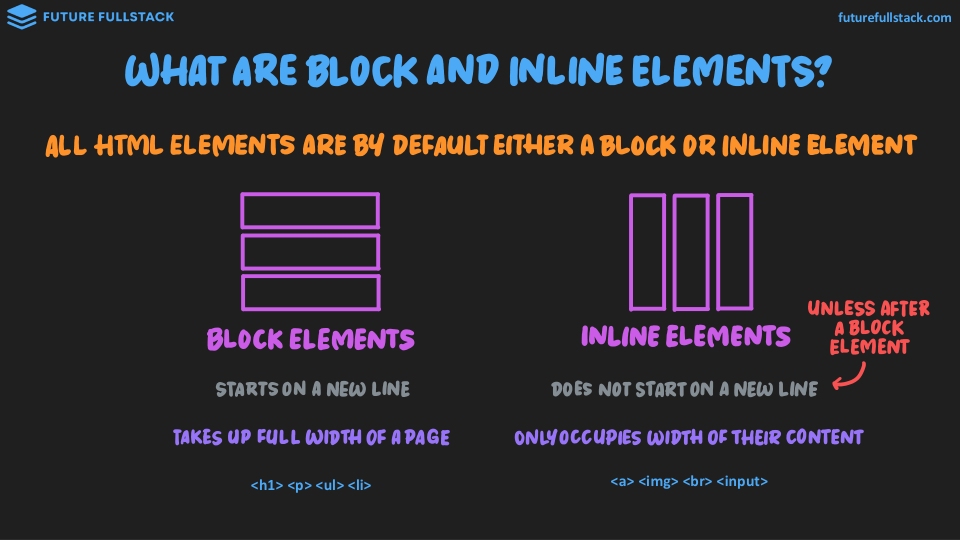 FUTURE FULLSTACK
futurefullstack.com
WHAT ARE BLOCK AND INLINE ELEMENTS?
ALL HTML ELEMENTS ARE BY DEFAULT EITHER A BLOCK OR INLINE ELEMENT
BLOCK ELEMENTS
STARTS ON A NEW LINE
TAKES UP FULL WIDTH OF A PAGE
<h1> <p> <ul> <li>
INLINE ELEMENTS
UNLESS AFTER
A BLOCK
ELEMENT
DOES NOT START ON A NEW LINE
ONLY OCCUPIES WIDTH OF THEIR CONTENT
<a> <img> <br> <input>